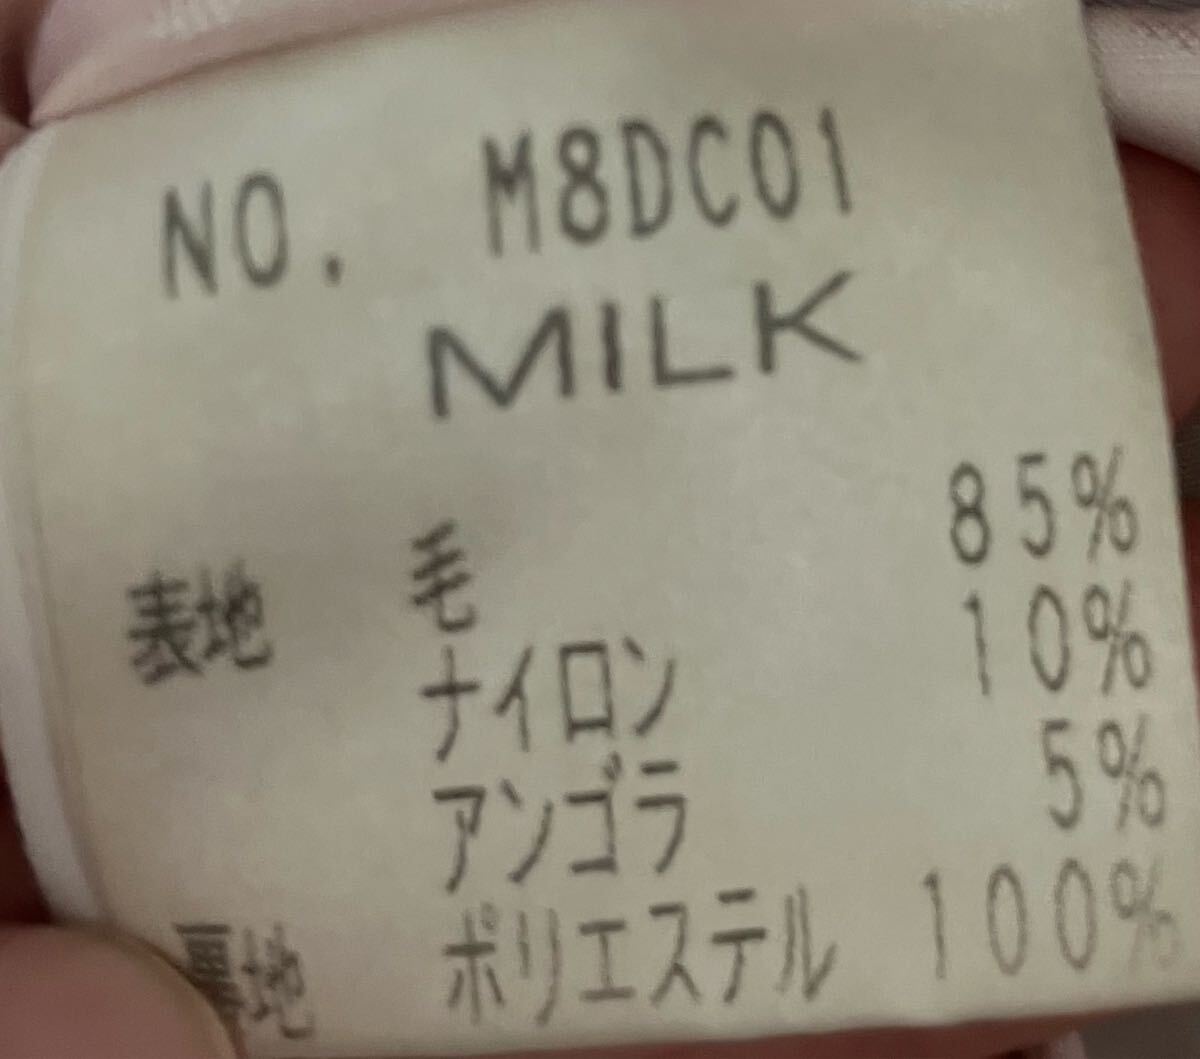 NO. M8DC01
MILK
表地 毛 85%
ナイロン 10%
アンゴラ 5%
裏地 ポリエステル 100%